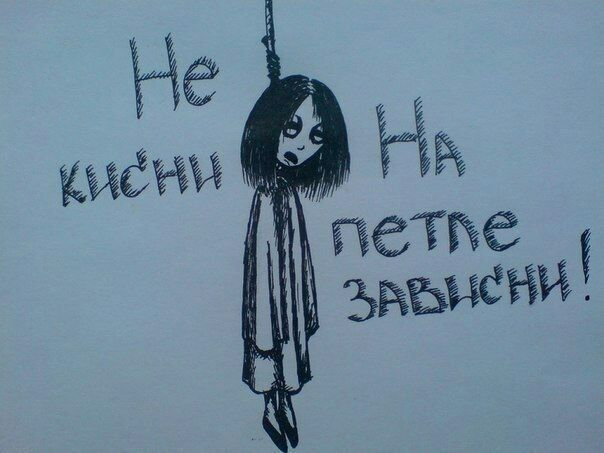 Не
кисни
На
петле
зависни!